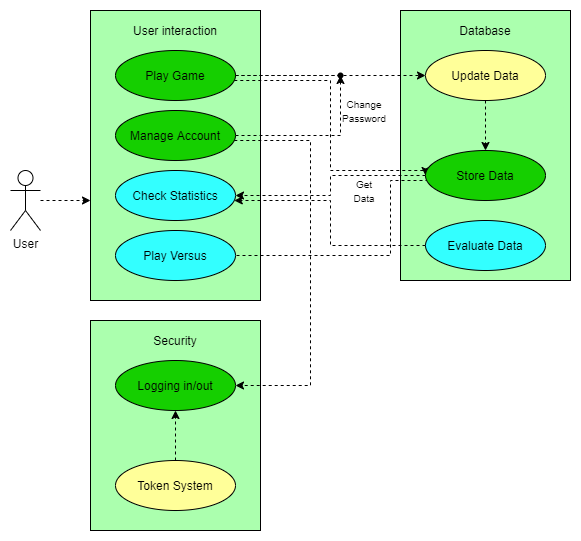 User interaction
Play Game
Manage Account
Check Statistics
Play Versus
User
Change
Password
Get
Data
Database
Update Data
Store Data
Evaluate Data
Security
Logging in/out
Token System